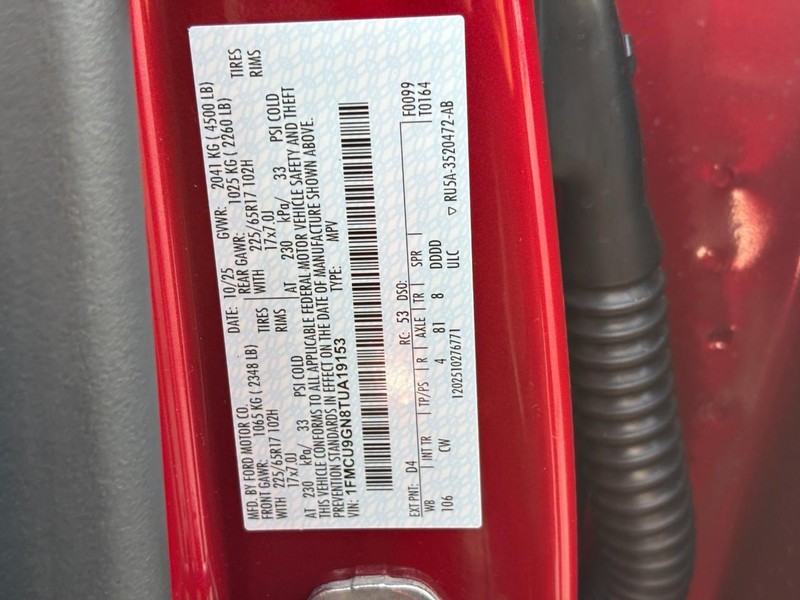 MFD. BY FORD MOTOR CO. DATE: 10/25 GVWR: 2041 KG ( 4500 LB)
FRONT GAWR: 1065 KG ( 2348 LB) REAR GAWR: 1025 KG ( 2260 LB)
WITH 225/65R17 102H TIRES WITH 225/65R17 102H TIRES
17x7.0J RIMS 17x7.0J RIMS
AT 230 kPa/ 33 PSI COLD AT 230 kPa/ 33 PSI COLD
THIS VEHICLE CONFORMS TO ALL APPLICABLE FEDERAL MOTOR VEHICLE SAFETY AND THEFT
PREVENTION STANDARDS IN EFFECT ON THE DATE OF MANUFACTURE SHOWN ABOVE.
VIN: 1FMCU9GN8TUA19153 TYPE: MPV
EXT PNT: D4 RC: 53 DSO: F0099
WB INT TR TP/PS R AXLE TR SPR T0164
106 CW 4 81 8 DDDD
ULC
1202510276771 ▽ RU5A-3520472-AB